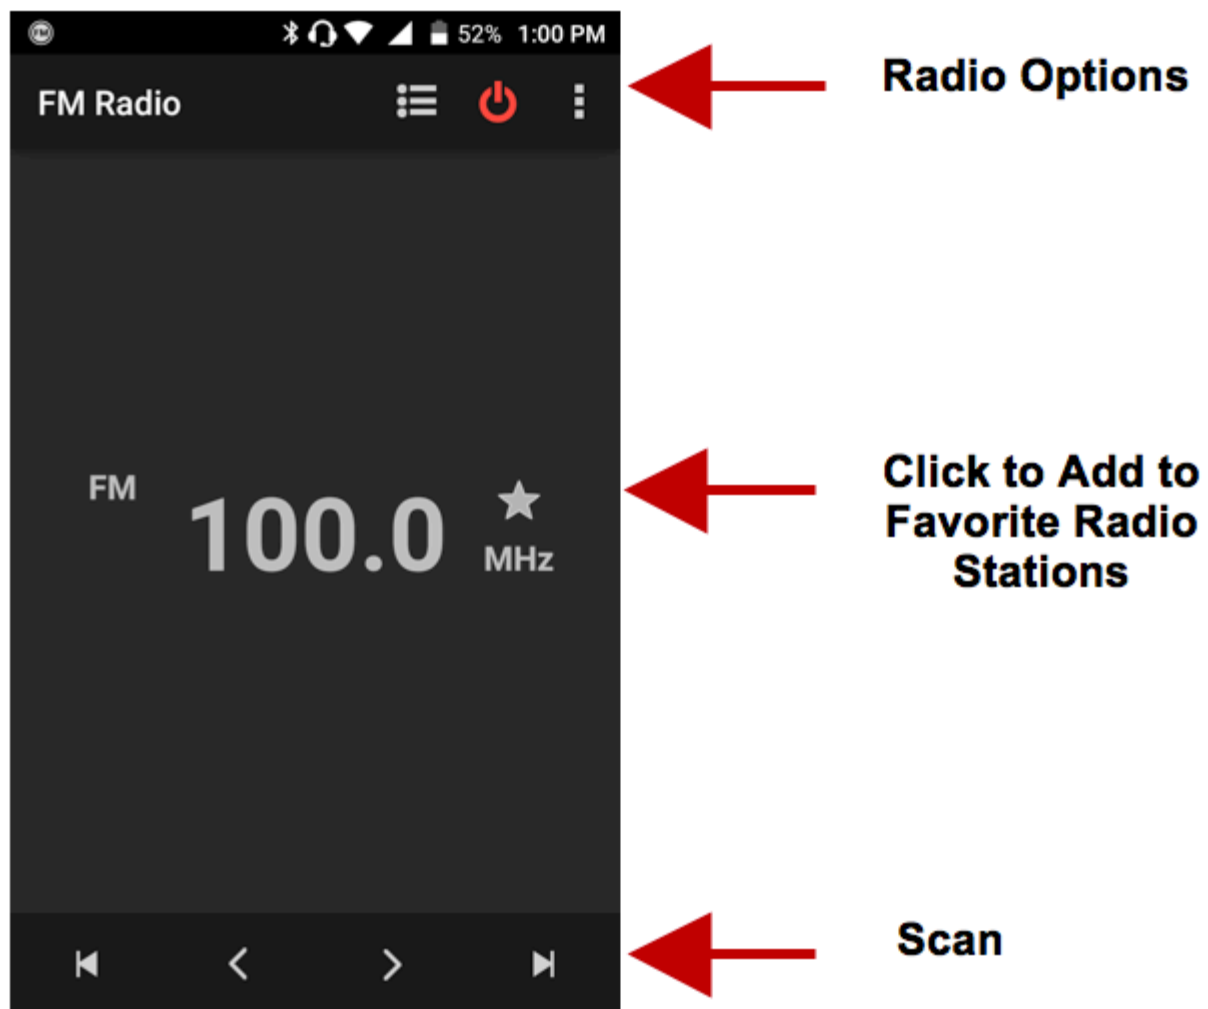 52% 1:00 PM
FM Radio
Radio Options
FM
100.0
MHz
Click to Add to
Favorite Radio
Stations
Scan